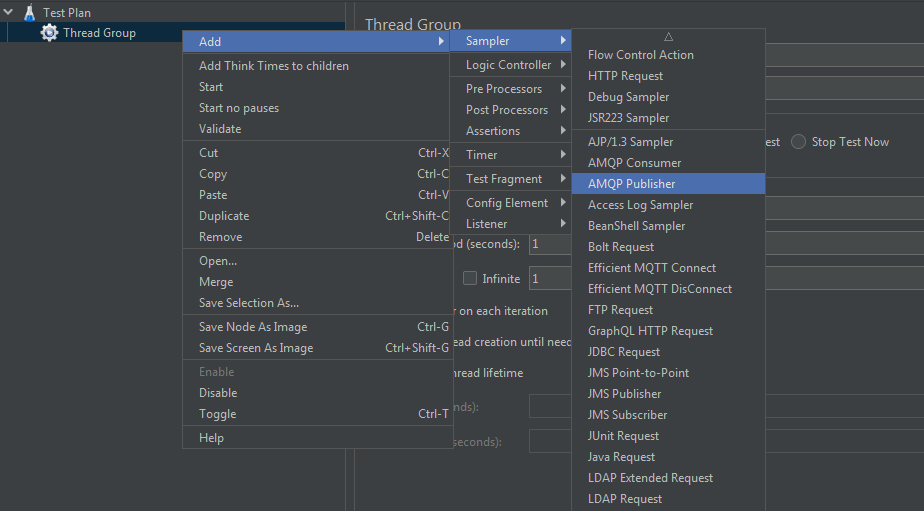 Test Plan
Thread Group
Thread Group
Add
Add Think Times to children
Start
Start no pauses
Validate
Cut Ctrl-X
Copy Ctrl-C
Paste Ctrl-V
Duplicate Ctrl+Shift-C
Remove Delete
Open...
Merge
Save Selection As...
Save Node As Image Ctrl-G
Save Screen As Image Ctrl+Shift-G
Enable
Disable
Toggle Ctrl-T
Help
Sampler
Logic Controller
Pre Processors
Post Processors
Assertions
Timer
Test Fragment
Config Element
Listener
Flow Control Action
HTTP Request
Debug Sampler
JSR223 Sampler
AJP/1.3 Sampler
AMQP Consumer
AMQP Publisher
Access Log Sampler
BeanShell Sampler
Bolt Request
Efficient MQTT Connect
Efficient MQTT DisConnect
FTP Request
GraphQL HTTP Request
JDBC Request
JMS Point-to-Point
JMS Publisher
JMS Subscriber
JUnit Request
Java Request
LDAP Extended Request
LDAP Request
est Stop Test Now
od (seconds): 1
Infinite 1
r on each iteration
ead creation until need
hread lifetime
nds):
seconds):